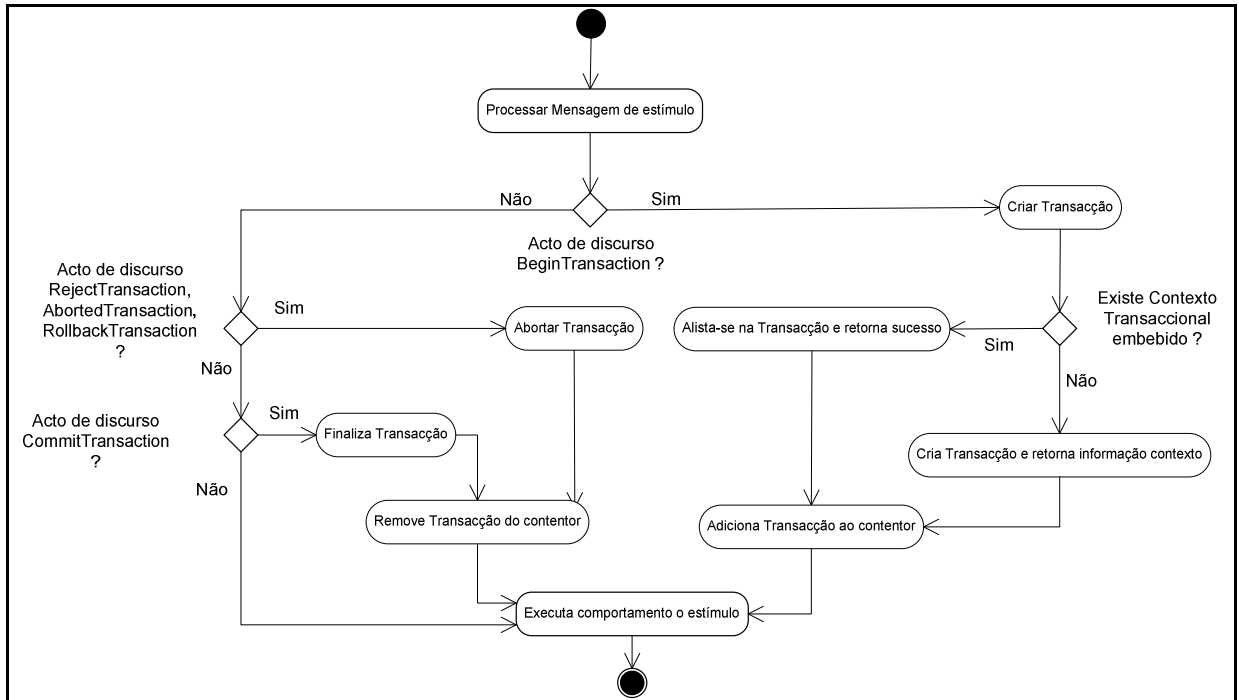 Processar Mensagem de estímulo
Não
Sim
Criar Transacção
Acto de discurso
BeginTransaction ?
Acto de discurso
RejectTransaction,
AbortedTransaction,
RollbackTransaction
?
Sim
Abortar Transacção
Alista-se na Transacção e retorna sucesso
Existe Contexto
Transaccional
embebido ?
Sim
Não
Não
Acto de discurso
CommitTransaction
?
Sim
Finaliza Transacção
Cria Transacção e retorna informação contexto
Não
Remove Transacção do contentor
Adiciona Transacção ao contentor
Executa comportamento o estímulo